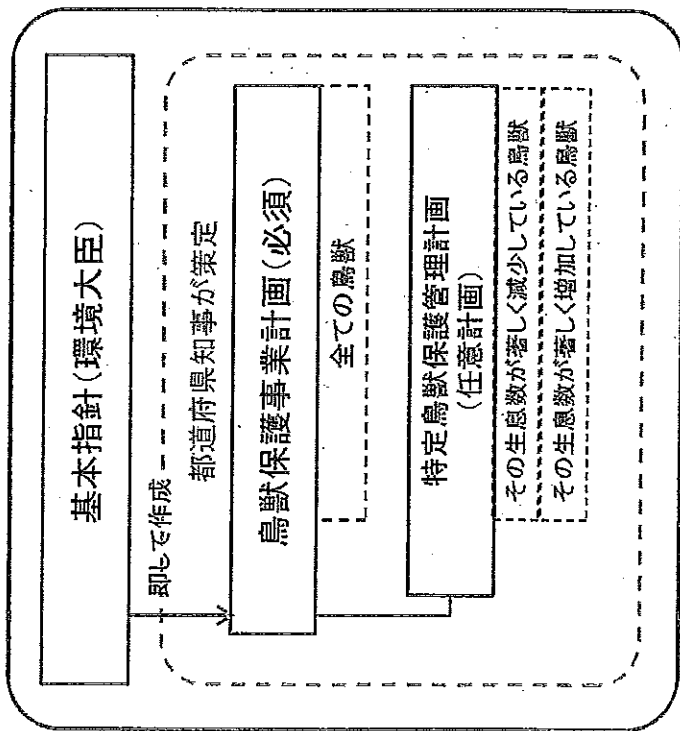 基本指針(環境大臣)
即して作成
都道府県知事が策定
鳥獣保護事業計画(必須)
全ての鳥獣
特定鳥獣保護管理計画
(任意計画)
その生息数が著しく減少している鳥獣
その生息数が著しく増加している鳥獣